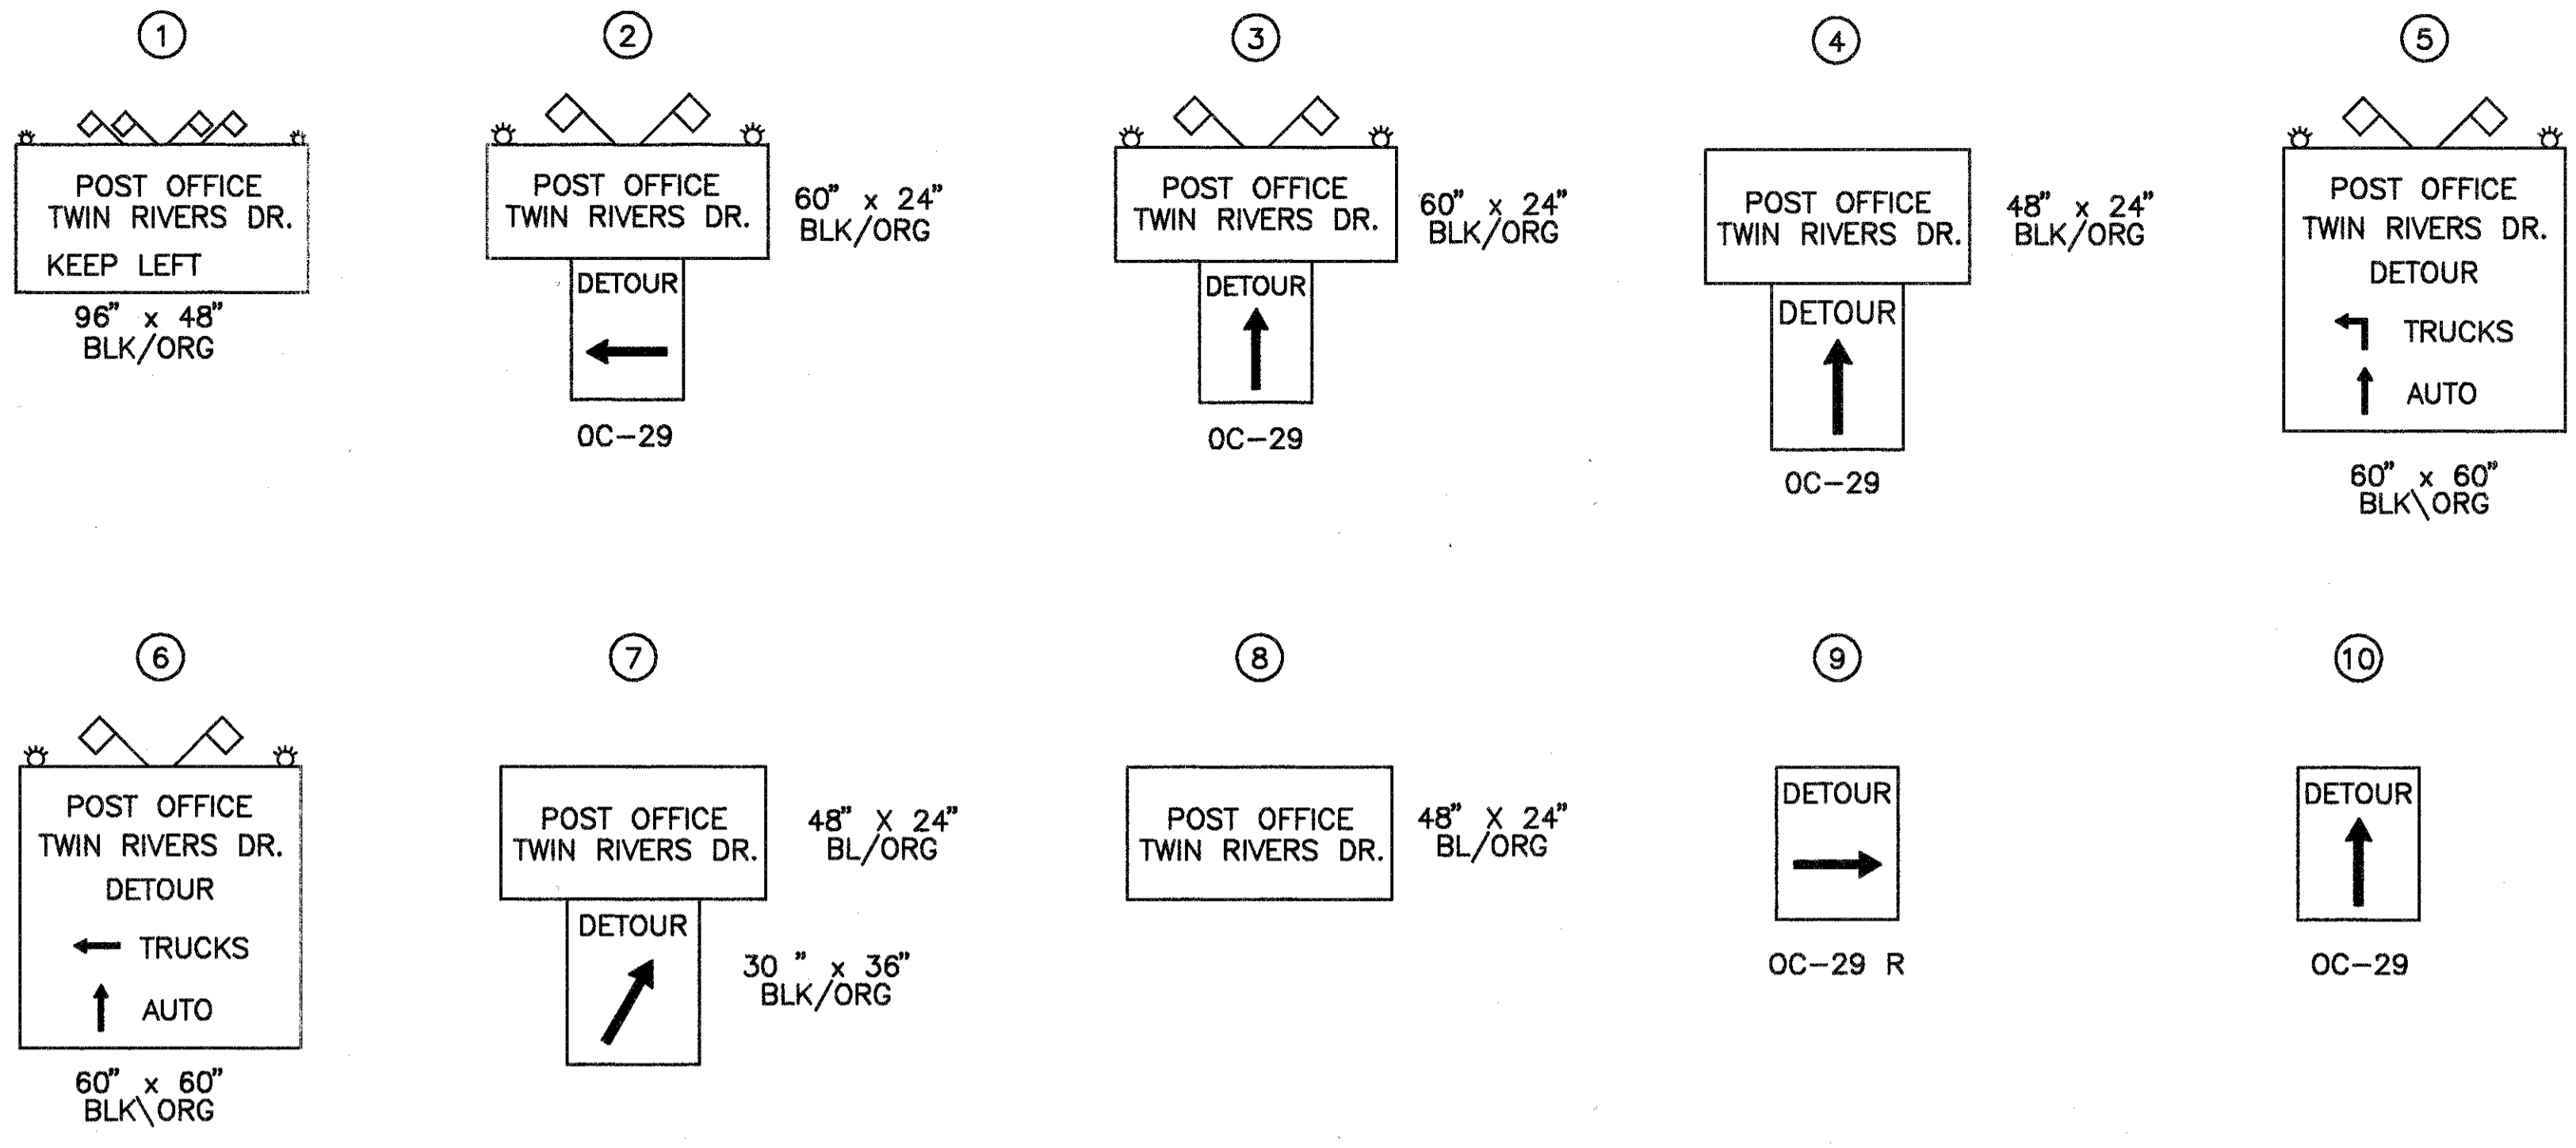 1
POST OFFICE
TWIN RIVERS DR.
KEEP LEFT
96" x 48"
BLK/ORG
2
POST OFFICE
TWIN RIVERS DR.
60" x 24"
BLK/ORG
DETOUR
OC-29
3
POST OFFICE
TWIN RIVERS DR.
60" x 24"
BLK/ORG
DETOUR
OC-29
4
POST OFFICE
TWIN RIVERS DR.
48" x 24"
BLK/ORG
DETOUR
OC-29
5
POST OFFICE
TWIN RIVERS DR.
DETOUR
TRUCKS
AUTO
60" x 60"
BLK\ORG
6
POST OFFICE
TWIN RIVERS DR.
DETOUR
TRUCKS
AUTO
60" x 60"
BLK\ORG
7
POST OFFICE
TWIN RIVERS DR.
48" X 24"
BL/ORG
DETOUR
30 " x 36"
BLK/ORG
8
POST OFFICE
TWIN RIVERS DR.
48" X 24"
BL/ORG
9
DETOUR
OC-29 R
10
DETOUR
OC-29